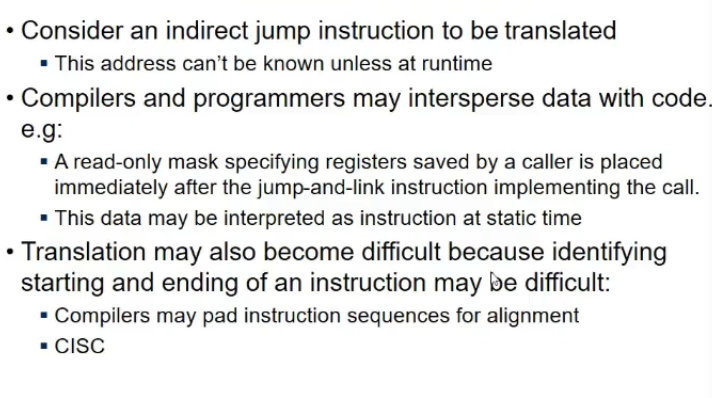 • Consider an indirect jump instruction to be translated
▪ This address can't be known unless at runtime
• Compilers and programmers may intersperse data with code.
e.g:
▪ A read-only mask specifying registers saved by a caller is placed
immediately after the jump-and-link instruction implementing the call.
▪ This data may be interpreted as instruction at static time
• Translation may also become difficult because identifying
starting and ending of an instruction may be difficult:
▪ Compilers may pad instruction sequences for alignment
▪ CISC